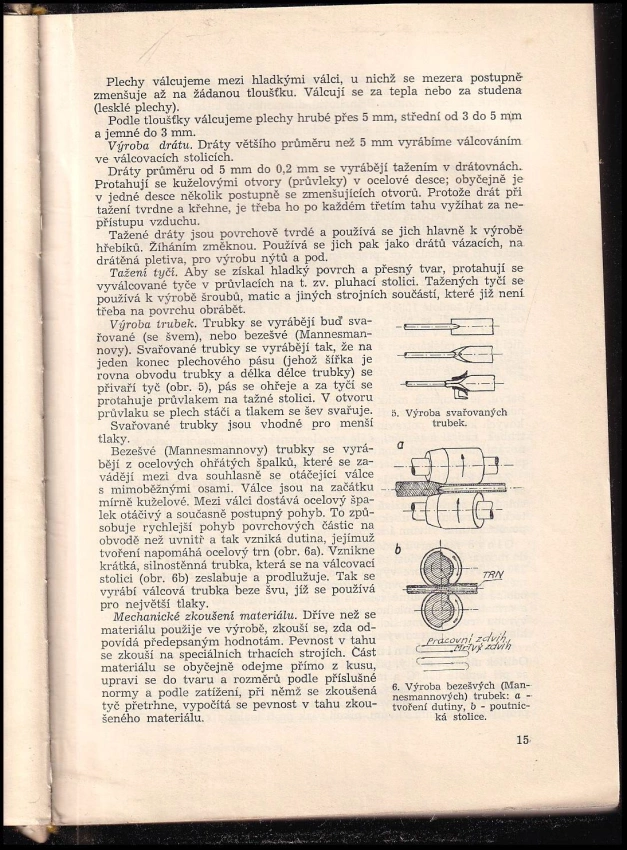 Plechy válcujeme mezi hladkými válci, u nichž se mezera postupně
zmenšuje až na žádanou tloušťku. Válcují se za tepla nebo za studena
(lesklé plechy).
Podle tloušťky válcujeme plechy hrubé přes 5 mm, střední od 3 do 5 mm
a jemné do 3 mm.
Výroba drátu. Dráty většího průměru než 5 mm vyrábíme válcováním
ve válcovacích stolicích.
Dráty průměru od 5 mm do 0,2 mm se vyrábějí tažením v drátovnách.
Protahují se kuželovými otvory (průvleky) v ocelové desce; obyčejně je
v jedné desce několik postupně se zmenšujících otvorů. Protože drát při
tažení tvrdne a křehne, je třeba ho po každém třetím tahu vyžíhat za ne-
přístupu vzduchu.
Tažené dráty jsou povrchově tvrdé a používá se jich hlavně k výrobě
hřebíků. Žíháním změknou. Používá se jich pak jako drátů vázacích, na
drátěná pletiva, pro výrobu nýtů a pod.
Tažení tyčí. Aby se získal hladký povrch a přesný tvar, protahují se
vyválcované tyče v průvlacích na t. zv. pluhací stolici. Tažených tyčí se
používá k výrobě šroubů, matic a jiných strojních součástí, které již není
třeba na povrchu obrábět.
Výroba trubek. Trubky se vyrábějí buď sva-
řované (se švem), nebo bezešvé (Mannesman-
novy). Svařované trubky se vyrábějí tak, že na
jeden konec plechového pásu (jehož šířka je
rovna obvodu trubky a délka délce trubky) se
přivaří tyč (obr. 5), pás se ohřeje a za tyčí se
protahuje průvlakem na tažné stolici. V otvoru
průvlaku se plech stáčí a tlakem se šev svařuje.
Svařované trubky jsou vhodné pro menší
tlaky.
Bezešvé (Mannesmannovy) trubky se vyrá-
bějí z ocelových ohřátých špalků, které se za-
vádějí mezi dva souhlasně se otáčející válce
s mimoběžnými osami. Válce jsou na začátku
mírně kuželové. Mezi válci dostává ocelový špa-
lek otáčivý a současně postupný pohyb. To způ-
sobuje rychlejší pohyb povrchových částic na
obvodě než uvnitř a tak vzniká dutina, jejímuž
tvoření napomáhá ocelový trn (obr. 6a). Vznikne
krátká, silnostěnná trubka, která se na válcovací
stolici (obr. 6b) zeslabuje a prodlužuje. Tak se
vyrábí válcová trubka beze švu, jíž se používá
pro největší tlaky.
Mechanické zkoušení materiálu. Dříve než se
materiálu použije ve výrobě, zkouší se, zda od-
povídá předepsaným hodnotám. Pevnost v tahu
se zkouší na speciálních trhacích strojích. Část
materiálu se obyčejně odejme přímo z kusu,
upraví se do tvaru a rozměrů podle příslušné
normy a podle zatížení, při němž se zkoušená
tyč přetrhne, vypočítá se pevnost v tahu zkou-
šeného materiálu.
5. Výroba svařovaných
trubek.
a
b
TRN
Pracovní zdvih
Mrtvý zdvih
6. Výroba bezešvých (Man-
nesmannových) trubek: a -
tvoření dutiny, b - poutnic-
ká stolice.
15